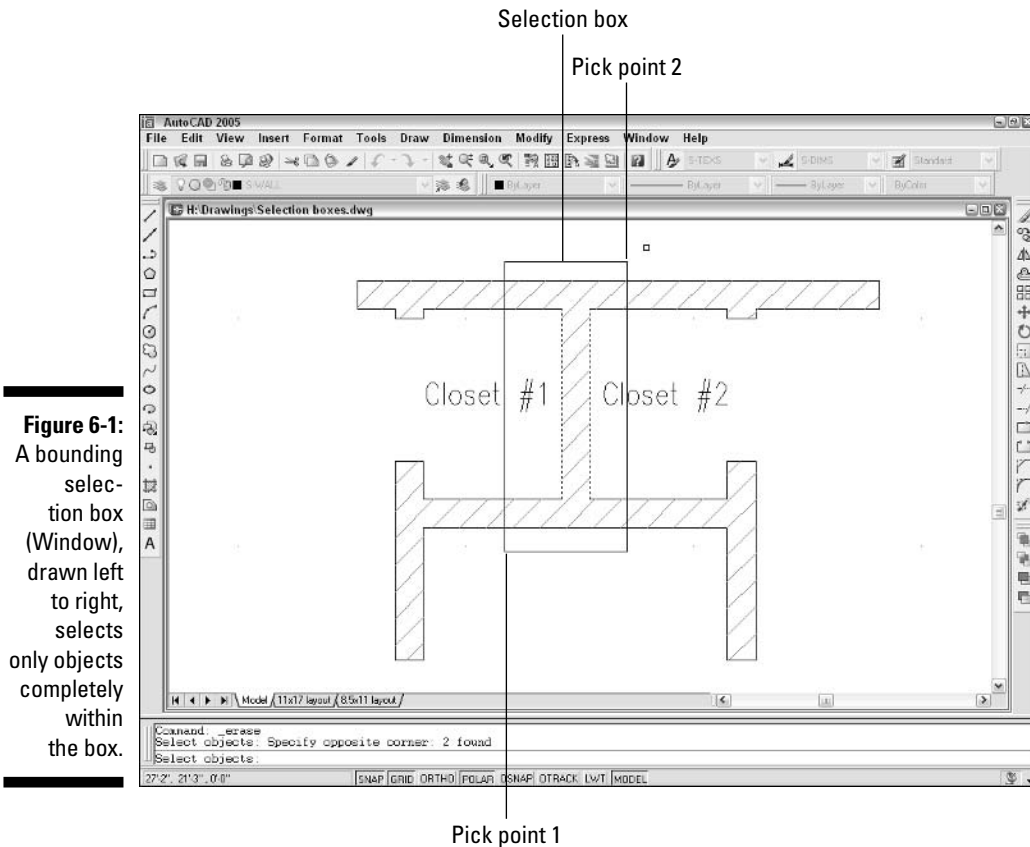 Selection box
Pick point 2
AutoCAD 2005
File Edit View Insert Format Tools Draw Dimension Modify Express Window Help
S-TEXS S-DIMS Standard
S-WALL ByLayer ByLayer ByLayer ByColor
H:\Drawings\Selection boxes.dwg
Closet #1 Closet #2
Figure 6-1:
A bounding
selec-
tion box
(Window),
drawn left
to right,
selects
only objects
completely
within
the box.
A
Model 11x17 layout 8.5x11 layout
Command: _erase
Select objects: Specify opposite corner: 2 found
Select objects:
27'2", 21'3", 0'0" SNAP GRID ORTHO POLAR OSNAP OTRACK LWT MODEL
Pick point 1